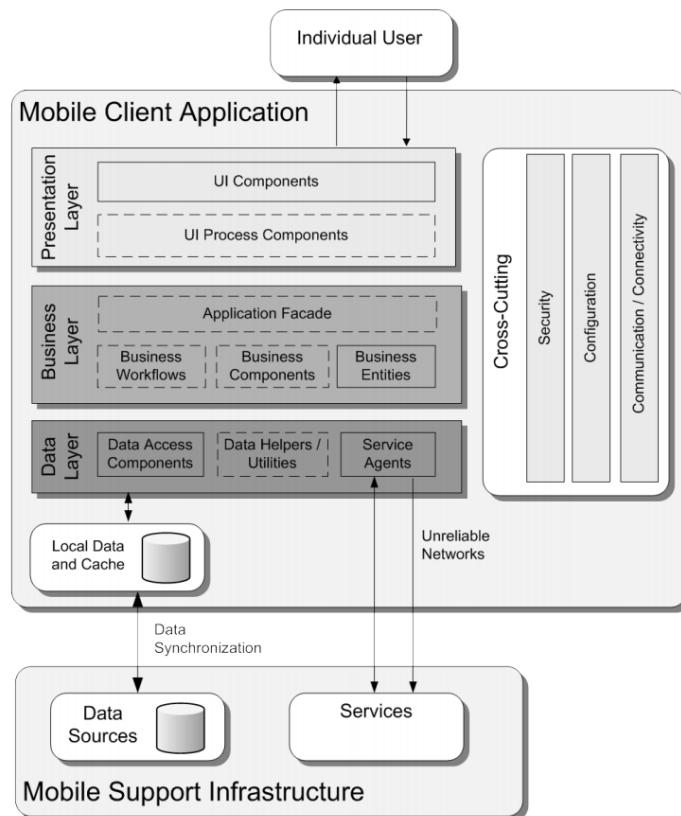 Individual User
Mobile Client Application
Presentation
Layer
UI Components
UI Process Components
Business
Layer
Application Facade
Business
Workflows
Business
Components
Business
Entities
Data
Layer
Data Access
Components
Data Helpers /
Utilities
Service
Agents
Cross-Cutting
Security
Configuration
Communication / Connectivity
Local Data
and Cache
Unreliable
Networks
Data
Synchronization
Data
Sources
Services
Mobile Support Infrastructure